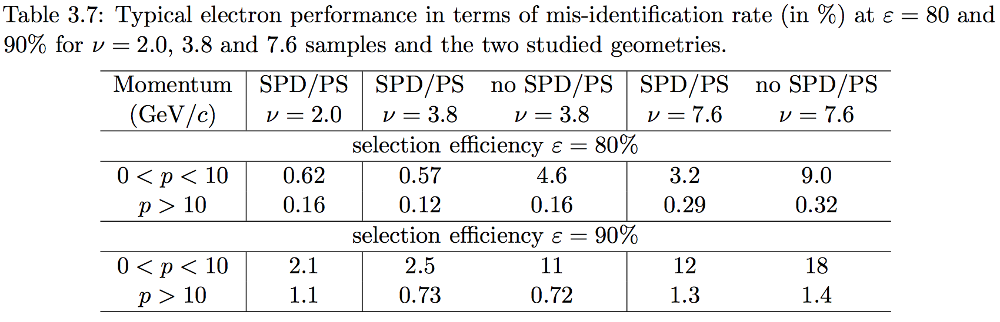 Table 3.7: Typical electron performance in terms of mis-identification rate (in %) at ε = 80 and
90% for ν = 2.0, 3.8 and 7.6 samples and the two studied geometries.
Momentum SPD/PS SPD/PS no SPD/PS SPD/PS no SPD/PS
(GeV/c) ν = 2.0 ν = 3.8 ν = 3.8 ν = 7.6 ν = 7.6
selection efficiency ε = 80%
0 < p < 10 0.62 0.57 4.6 3.2 9.0
p > 10 0.16 0.12 0.16 0.29 0.32
selection efficiency ε = 90%
0 < p < 10 2.1 2.5 11 12 18
p > 10 1.1 0.73 0.72 1.3 1.4